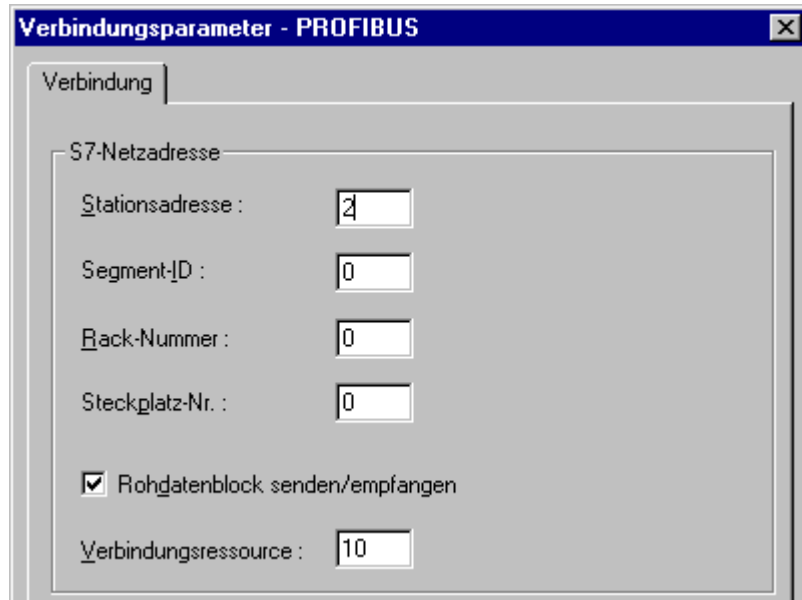 Verbindungsparameter - PROFIBUS
Verbindung
S7-Netzadresse
Stationsadresse : 2
Segment-ID : 0
Rack-Nummer : 0
Steckplatz-Nr. : 0
Rohdatenblock senden/empfangen
Verbindungsressource : 10